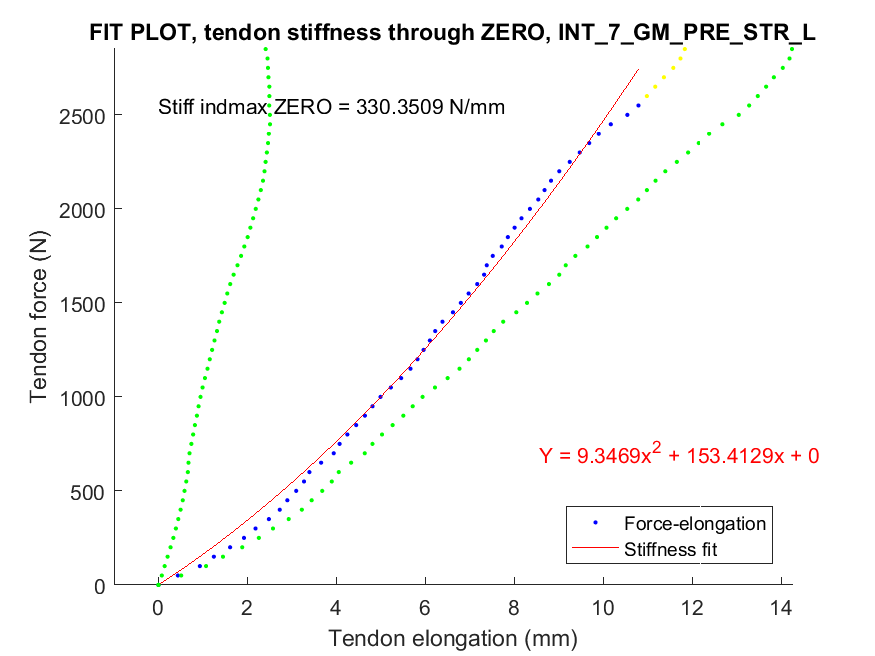 FIT PLOT, tendon stiffness through ZERO, INT_7_GM_PRE_STR_L
Stiff indmax ZERO = 330.3509 N/mm
2500
2000
1500
1000
500
0
Tendon force (N)
Y = 9.3469x² + 153.4129x + 0
Force-elongation
Stiffness fit
0 2 4 6 8 10 12 14
Tendon elongation (mm)